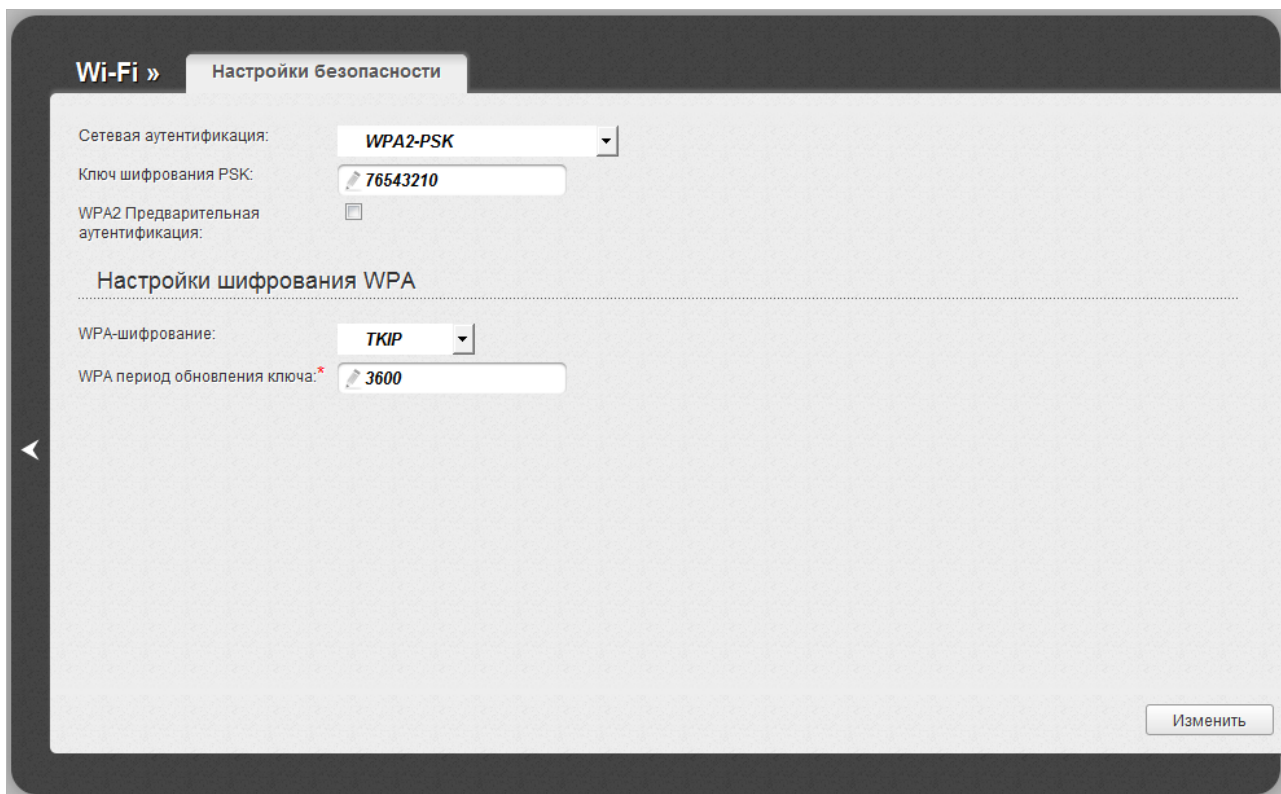 Wi-Fi » Настройки безопасности
Сетевая аутентификация: WPA2-PSK
Ключ шифрования PSK: 76543210
WPA2 Предварительная
аутентификация:
Настройки шифрования WPA
WPA-шифрование: TKIP
WPA период обновления ключа:* 3600
Изменить